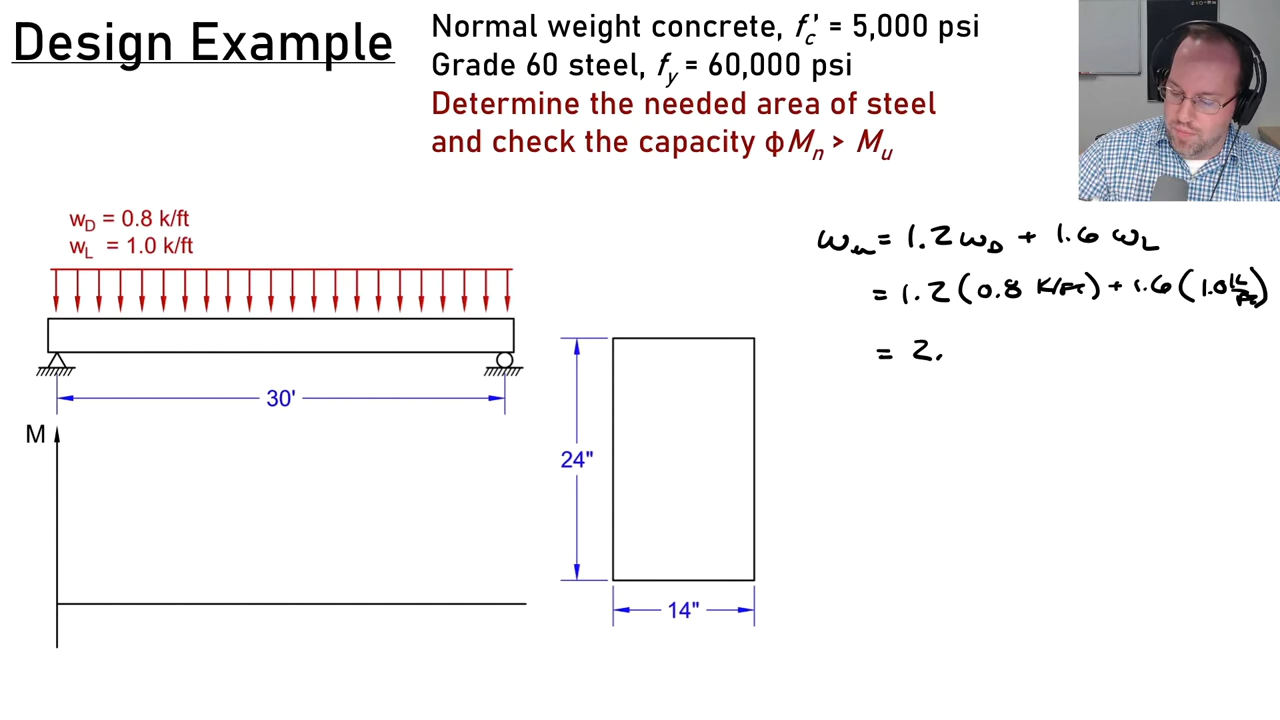 Design Example
Normal weight concrete, f'c = 5,000 psi
Grade 60 steel, fy = 60,000 psi
Determine the needed area of steel
and check the capacity ϕMn > Mu
wD = 0.8 k/ft
wL = 1.0 k/ft
30'
M
24"
14"
wu = 1.2 wD + 1.6 wL
= 1.2 (0.8 k/ft) + 1.6 (1.0 k/ft)
= 2.